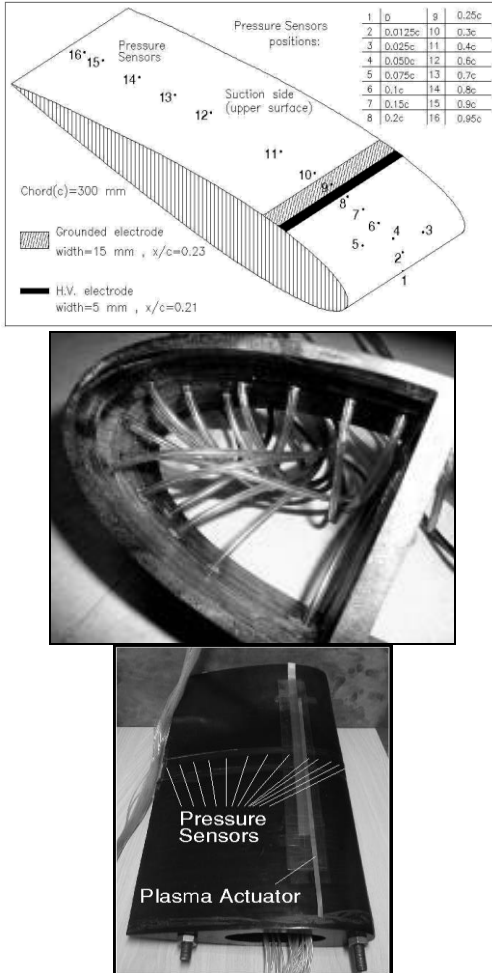 Pressure
Sensors
Pressure Sensors
positions:
1 0 9 0.25c
2 0.0125c 10 0.3c
3 0.025c 11 0.4c
4 0.050c 12 0.6c
5 0.075c 13 0.7c
6 0.1c 14 0.8c
7 0.15c 15 0.9c
8 0.2c 16 0.95c
16
15
14
13
12
Suction side
(upper surface)
11
10
9
8
7
6
5
4
3
2
1
Chord(c)=300 mm
Grounded electrode
width=15 mm , x/c=0.23
H.V. electrode
width=5 mm , x/c=0.21
Pressure
Sensors
Plasma Actuator